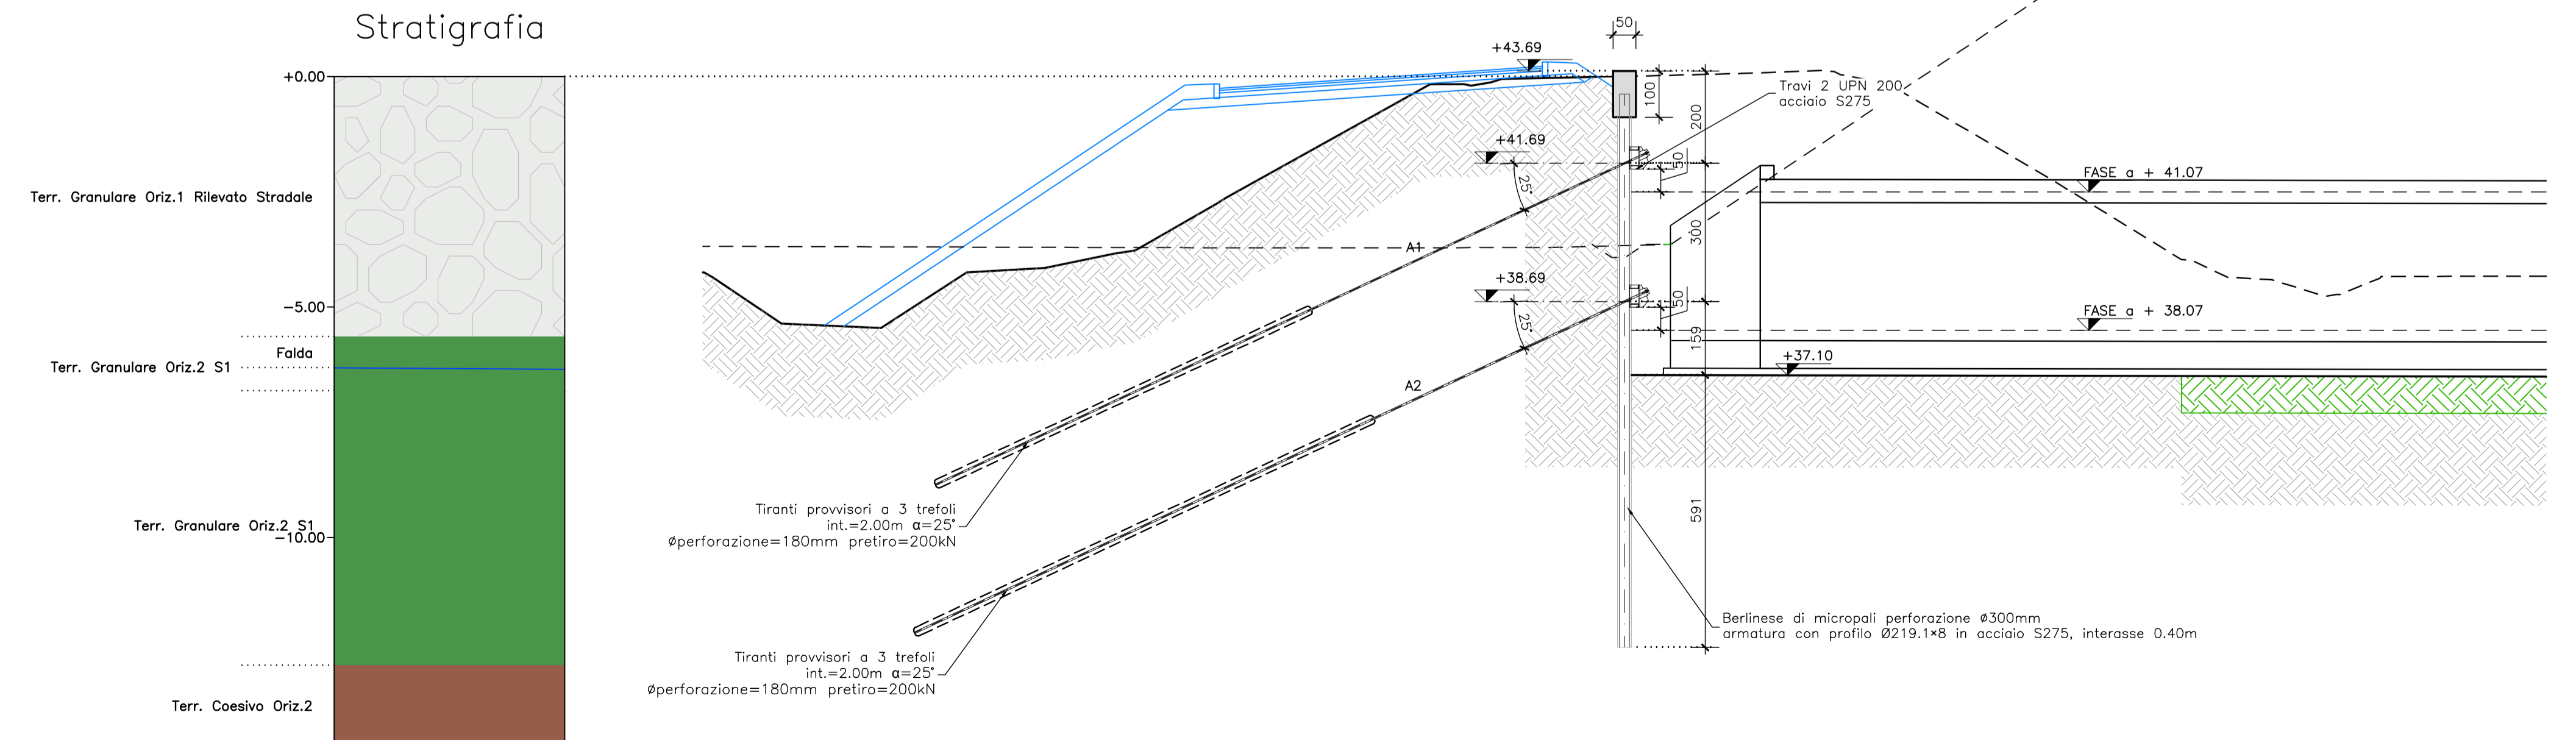 Stratigrafia
+0.00
Terr. Granulare Oriz.1 Rilevato Stradale
-5.00
Falda
Terr. Granulare Oriz.2 S1
Terr. Granulare Oriz.2 S1
-10.00
Terr. Coesivo Oriz.2
+43.69
50
100
200
Travi 2 UPN 200
acciaio S275
+41.69
50
25°
300
A1
+38.69
50
25°
159
A2
FASE a + 41.07
FASE a + 38.07
+37.10
591
Tiranti provvisori a 3 trefoli
int.=2.00m α=25°
Øperforazione=180mm pretiro=200kN
Tiranti provvisori a 3 trefoli
int.=2.00m α=25°
Øperforazione=180mm pretiro=200kN
Berlinese di micropali perforazione Ø300mm
armatura con profilo Ø219.1×8 in acciaio S275, interasse 0.40m